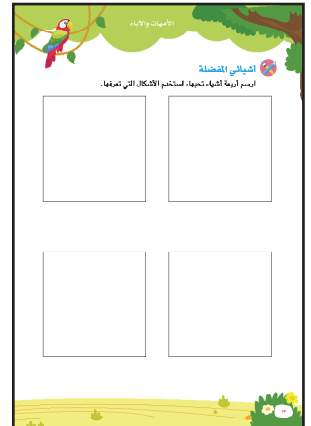 الأمهات والآباء
أشيائي المفضلة
ارسم أربعة أشياء تحبها، استخدم الأشكال التي تعرفها.